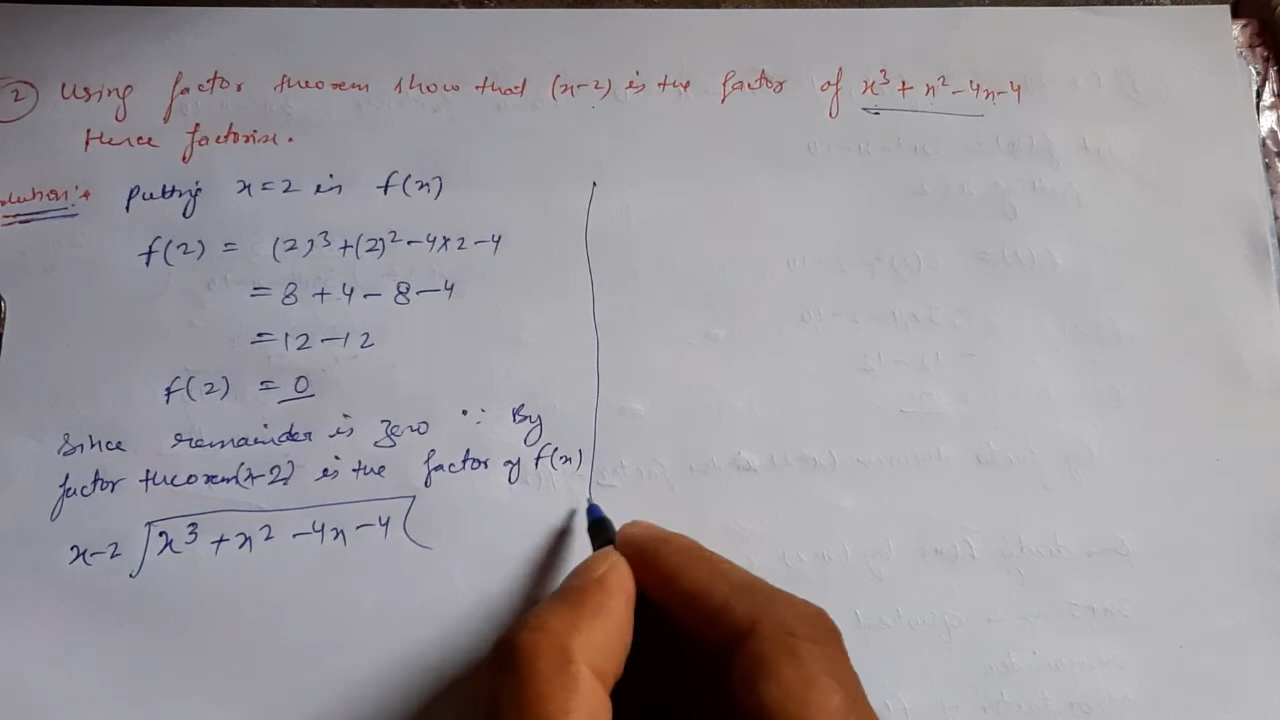 2 Using factor theorem show that (x-2) is the factor of x³ + x² - 4x - 4
Hence factorise.
Putting x = 2 in f(x)
f(2) = (2)³ + (2)² - 4 × 2 - 4
= 8 + 4 - 8 - 4
= 12 - 12
f(2) = 0
Since remainder is zero ∵ By
factor theorem (x-2) is the factor of f(x)
x-2 ) x³ + x² - 4x - 4 (